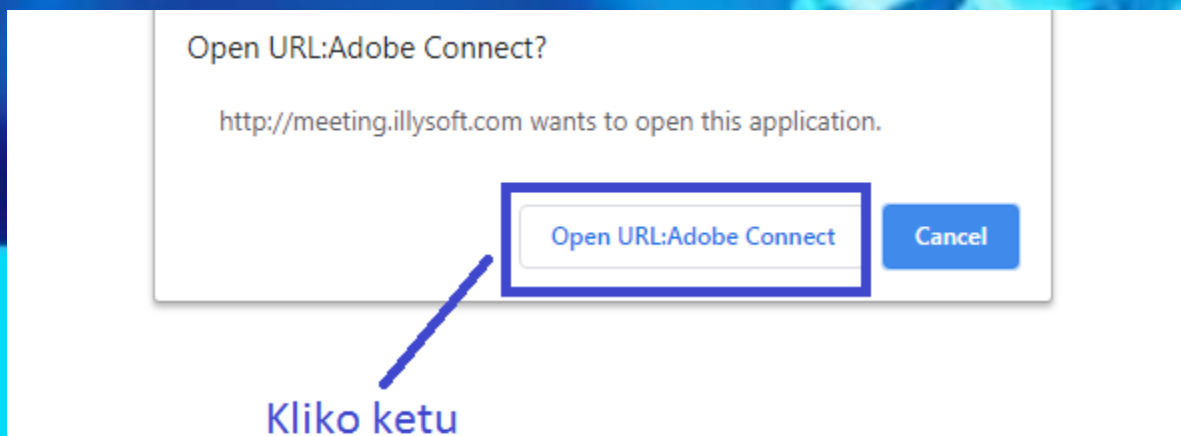 Open URL:Adobe Connect?
http://meeting.illysoft.com wants to open this application.
Open URL:Adobe Connect
Cancel
Kliko ketu